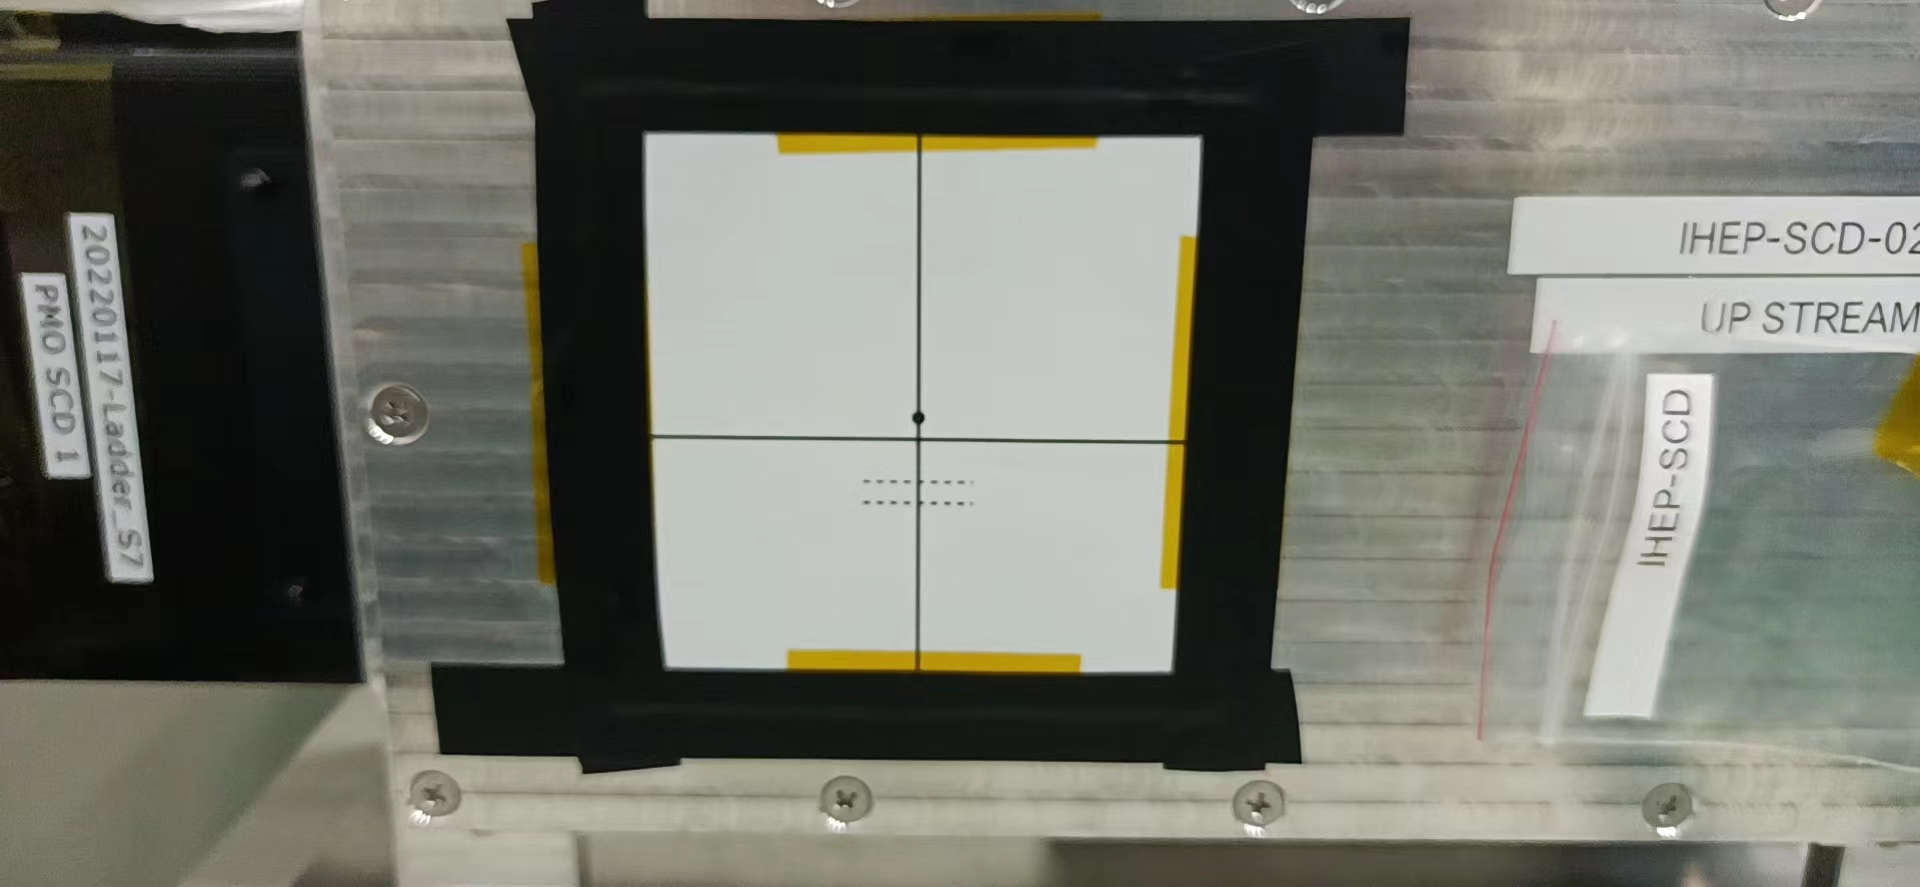 20220117-Ladder_S7
PMO SCD 1
IHEP-SCD-02
UP STREAM
IHEP-SCD